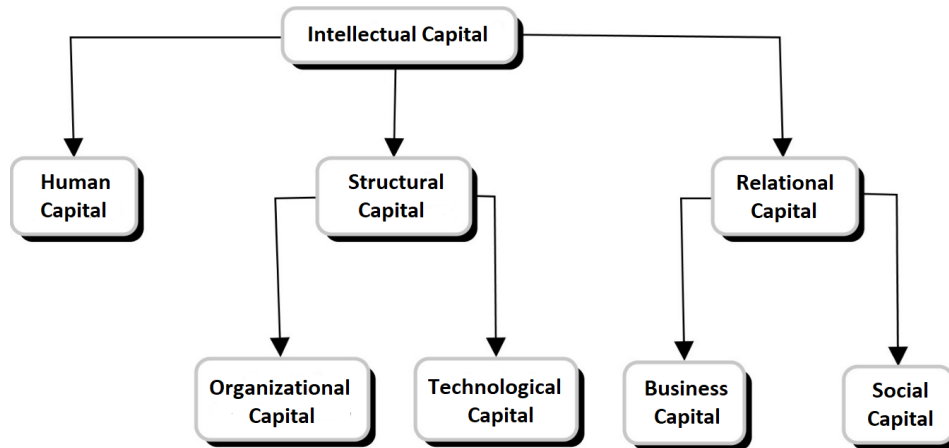 Intellectual Capital
Human
Capital
Structural
Capital
Relational
Capital
Organizational
Capital
Technological
Capital
Business
Capital
Social
Capital